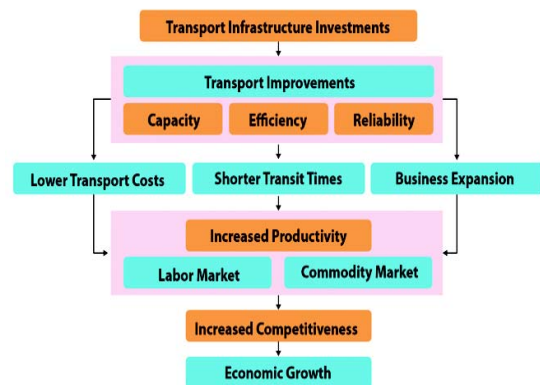 Transport Infrastructure Investments
Transport Improvements
Capacity
Efficiency
Reliability
Lower Transport Costs
Shorter Transit Times
Business Expansion
Increased Productivity
Labor Market
Commodity Market
Increased Competitiveness
Economic Growth